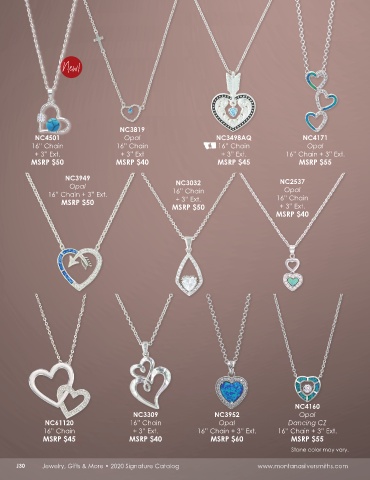 New!
NC4501
16" Chain
+ 3" Ext.
MSRP $50
NC3819
Opal
16" Chain
+ 3" Ext
MSRP $40
NC3498AQ
16" Chain
+ 3" Ext.
MSRP $45
NC4171
Opal
16" Chain + 3" Ext.
MSRP $55
NC3949
Opal
16" Chain + 3" Ext.
MSRP $50
NC3032
16" Chain
+ 3" Ext.
MSRP $50
NC2537
Opal
16" Chain
+ 3" Ext.
MSRP $40
NC61120
16" Chain
MSRP $45
NC3309
16" Chain
+ 3" Ext.
MSRP $40
NC3952
Opal
16" Chain + 3" Ext.
MSRP $60
NC4160
Opal
Dancing CZ
16" Chain + 3" Ext.
MSRP $55
Stone color may vary.
J30 Jewelry, Gifts & More • 2020 Signature Catalog www.montanasilversmiths.com